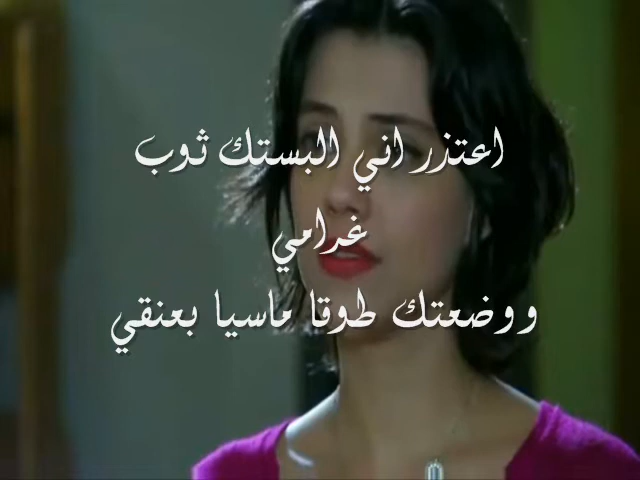 اعتذر اني البستك ثوب
غرامي
ووضعتك طوقا ماسيا بعنقي